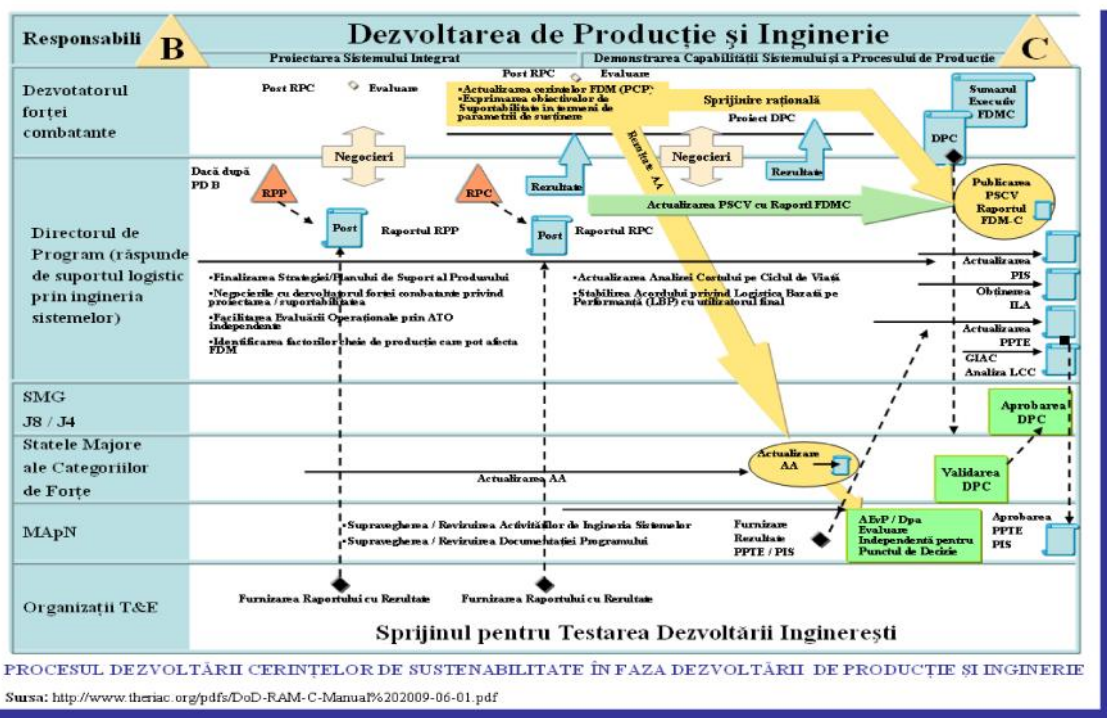 Responsabili
B
Dezvoltarea de Producție și Inginerie
C
Proiectarea Sistemului Integrat
Demonstrarea Capabilității Sistemului și a Procesului de Producție
Dezvotatorul
forței
combatante
Post RPC
Evaluare
Post RPC
Evaluare
•Actualizarea cerințelor FDM (PCP)
•Exprimarea obiectivelor de
Suportabilitate în termeni de
parametrii de susținere
Sprijinire rațională
Proiect DPC
Sumarul
Executiv
FDMC
DPC
Negocieri
Negocieri
Rezultate AA
Rezultate
Rezultate
Directorul de
Program (răspunde
de suportul logistic
prin ingineria
sistemelor)
Dacă după
PD B
RPP
RPC
Post
Raportul RPP
Post
Raportul RPC
Actualizarea PSCV cu Raportl FDMC
Publicarea
PSCV
Raportul
FDM-C
•Finalizarea Strategiei/Planului de Suport al Produsului
•Negocierile cu dezvoltatorul forței combatante privind
proiectarea / suportabilitatea
•Facilitarea Evaluării Operaționale prin ATO
independente
•Identificarea factorilor cheie de producție care pot afecta
FDM
•Actualizarea Analizei Costului pe Ciclul de Viață
•Stabilirea Acordului privind Logistica Bazată pe
Performanță (LBP) cu utilizatorul final
Actualizarea
PIS
Obținerea
ILA
Actualizarea
PPTE
GIAC
Analiza LCC
SMG
J8 / J4
Aprobarea
DPC
Statele Majore
ale Categoriilor
de Forțe
Actualizarea AA
Actualizare
AA
Validarea
DPC
MApN
•Supravegherea / Revizuirea Activităților de Ingineria Sistemelor
•Supravegherea / Revizuirea Documentației Programului
Furnizare
Rezultate
PPTE / PIS
AEvP / Dpa
Evaluare
Independentă pentru
Punctul de Decizie
Aprobarea
PPTE
PIS
Organizații T&E
Furnizarea Raportului cu Rezultate
Furnizarea Raportului cu Rezultate
Sprijinul pentru Testarea Dezvoltării Inginerești
PROCESUL DEZVOLTĂRII CERINȚELOR DE SUSTENABILITATE ÎN FAZA DEZVOLTĂRII DE PRODUCȚIE ȘI INGINERIE
Sursa: http://www.theriac.org/pdfs/DoD-RAM-C-Manual%202009-06-01.pdf